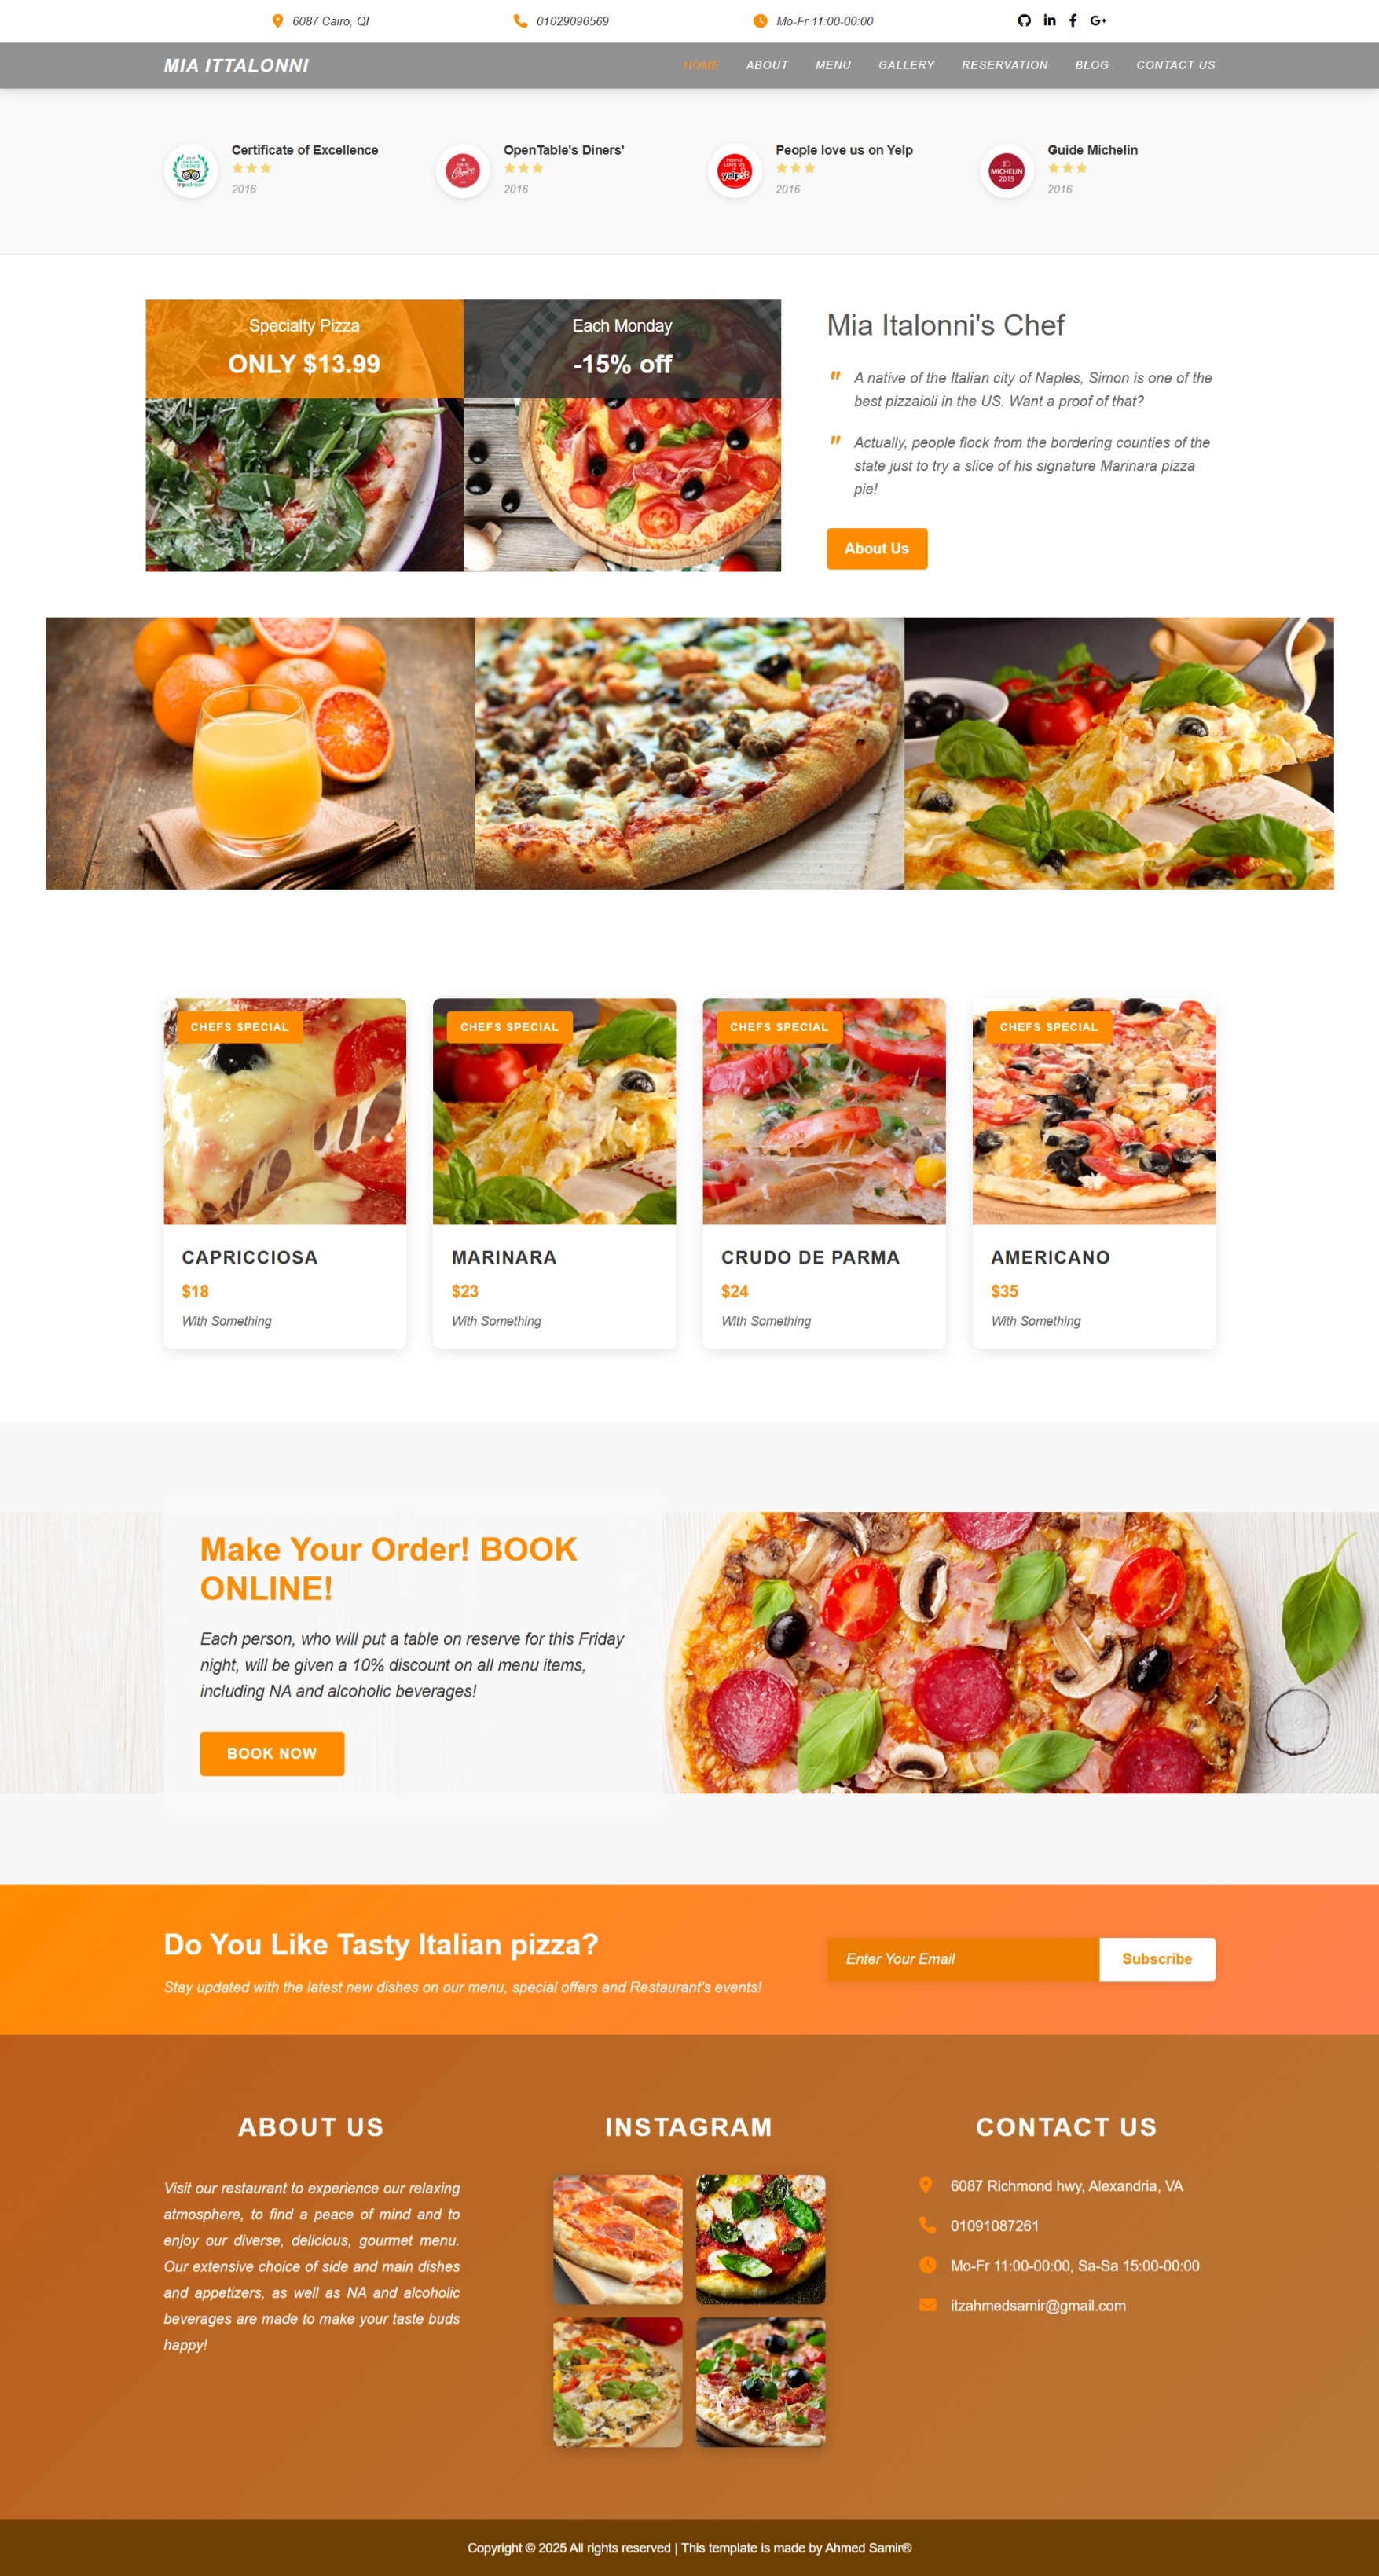 6087 Cairo, QI
01029096569
Mo-Fr 11:00-00:00
MIA ITTALONNI
HOME ABOUT MENU GALLERY RESERVATION BLOG CONTACT US
Certificate of Excellence
2016
OpenTable's Diners'
2016
People love us on Yelp
2016
Guide Michelin
2016
CHOICE
tripadvisor
Choice
PEOPLE
LOVE US
yelp
MICHELIN
2019
Specialty Pizza
ONLY $13.99
Each Monday
-15% off
Mia Italonni's Chef
" A native of the Italian city of Naples, Simon is one of the
best pizzaioli in the US. Want a proof of that?
" Actually, people flock from the bordering counties of the
state just to try a slice of his signature Marinara pizza
pie!
About Us
CHEFS SPECIAL
CAPRICCIOSA
$18
With Something
CHEFS SPECIAL
MARINARA
$23
With Something
CHEFS SPECIAL
CRUDO DE PARMA
$24
With Something
CHEFS SPECIAL
AMERICANO
$35
With Something
Make Your Order! BOOK
ONLINE!
Each person, who will put a table on reserve for this Friday
night, will be given a 10% discount on all menu items,
including NA and alcoholic beverages!
BOOK NOW
Do You Like Tasty Italian pizza?
Stay updated with the latest new dishes on our menu, special offers and Restaurant's events!
Enter Your Email
Subscribe
ABOUT US
Visit our restaurant to experience our relaxing
atmosphere, to find a peace of mind and to
enjoy our diverse, delicious, gourmet menu.
Our extensive choice of side and main dishes
and appetizers, as well as NA and alcoholic
beverages are made to make your taste buds
happy!
INSTAGRAM
CONTACT US
6087 Richmond hwy, Alexandria, VA
01091087261
Mo-Fr 11:00-00:00, Sa-Sa 15:00-00:00
itzahmedsamir@gmail.com
Copyright © 2025 All rights reserved | This template is made by Ahmed Samir®